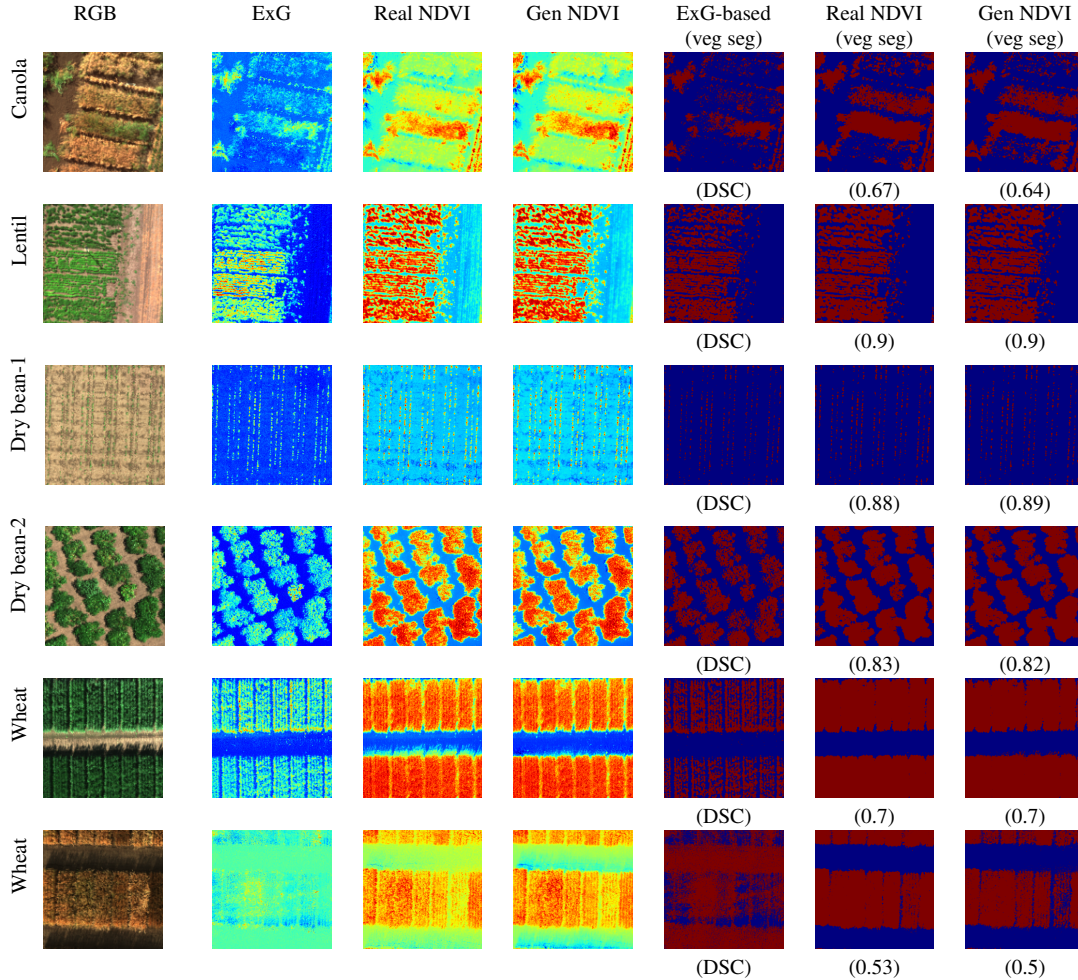 RGB ExG Real NDVI Gen NDVI ExG-based Real NDVI Gen NDVI
(veg seg) (veg seg) (veg seg)
Canola
(DSC) (0.67) (0.64)
Lentil
(DSC) (0.9) (0.9)
Dry bean-1
(DSC) (0.88) (0.89)
Dry bean-2
(DSC) (0.83) (0.82)
Wheat
(DSC) (0.7) (0.7)
Wheat
(DSC) (0.53) (0.5)